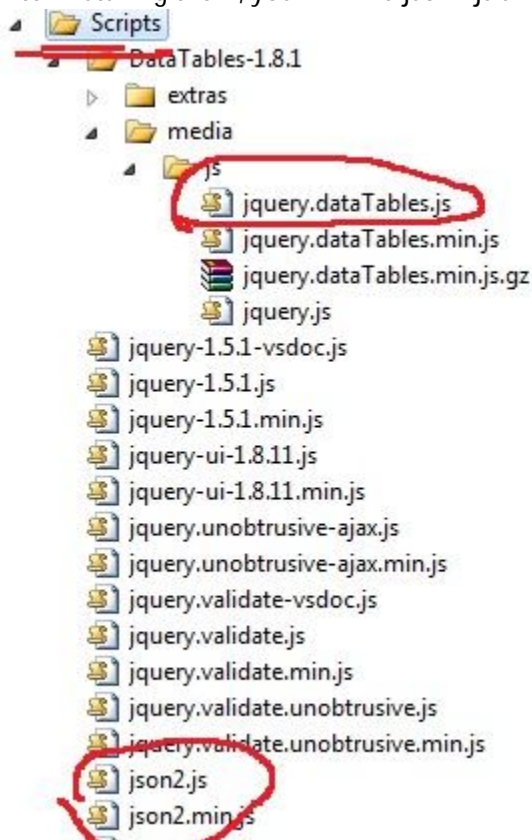 Scripts
DataTables-1.8.1
extras
media
js
jquery.dataTables.js
jquery.dataTables.min.js
jquery.dataTables.min.js.gz
jquery.js
jquery-1.5.1-vsdoc.js
jquery-1.5.1.js
jquery-1.5.1.min.js
jquery-ui-1.8.11.js
jquery-ui-1.8.11.min.js
jquery.unobtrusive-ajax.js
jquery.unobtrusive-ajax.min.js
jquery.validate-vsdoc.js
jquery.validate.js
jquery.validate.min.js
jquery.validate.unobtrusive.js
jquery.validate.unobtrusive.min.js
json2.js
json2.min.js